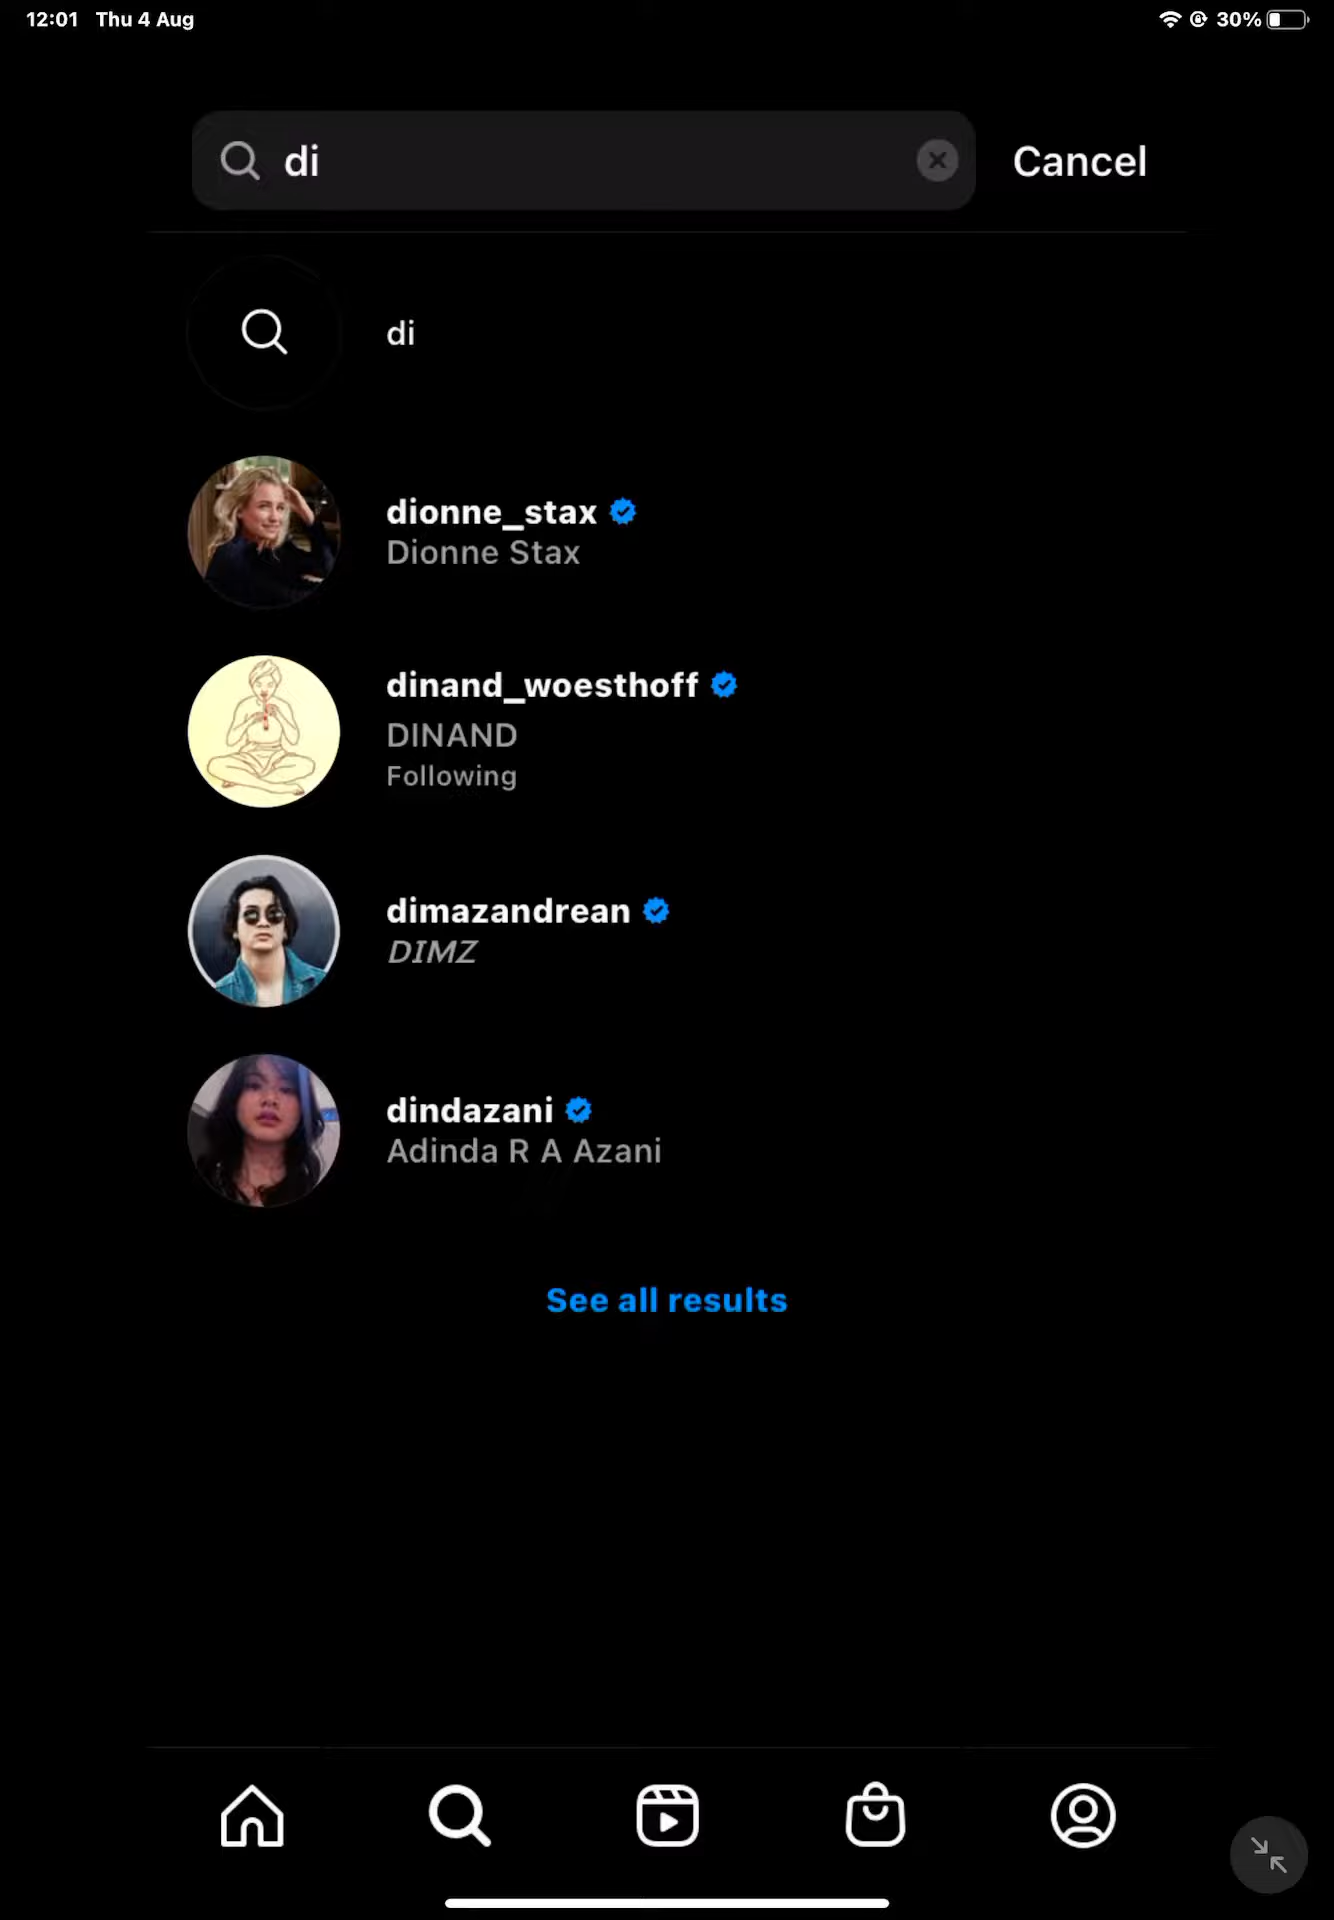 12:01 Thu 4 Aug
30%
di
Cancel
di
dionne_stax
Dionne Stax
dinand_woesthoff
DINAND
Following
dimazandrean
DIMZ
dindazani
Adinda R A Azani
See all results